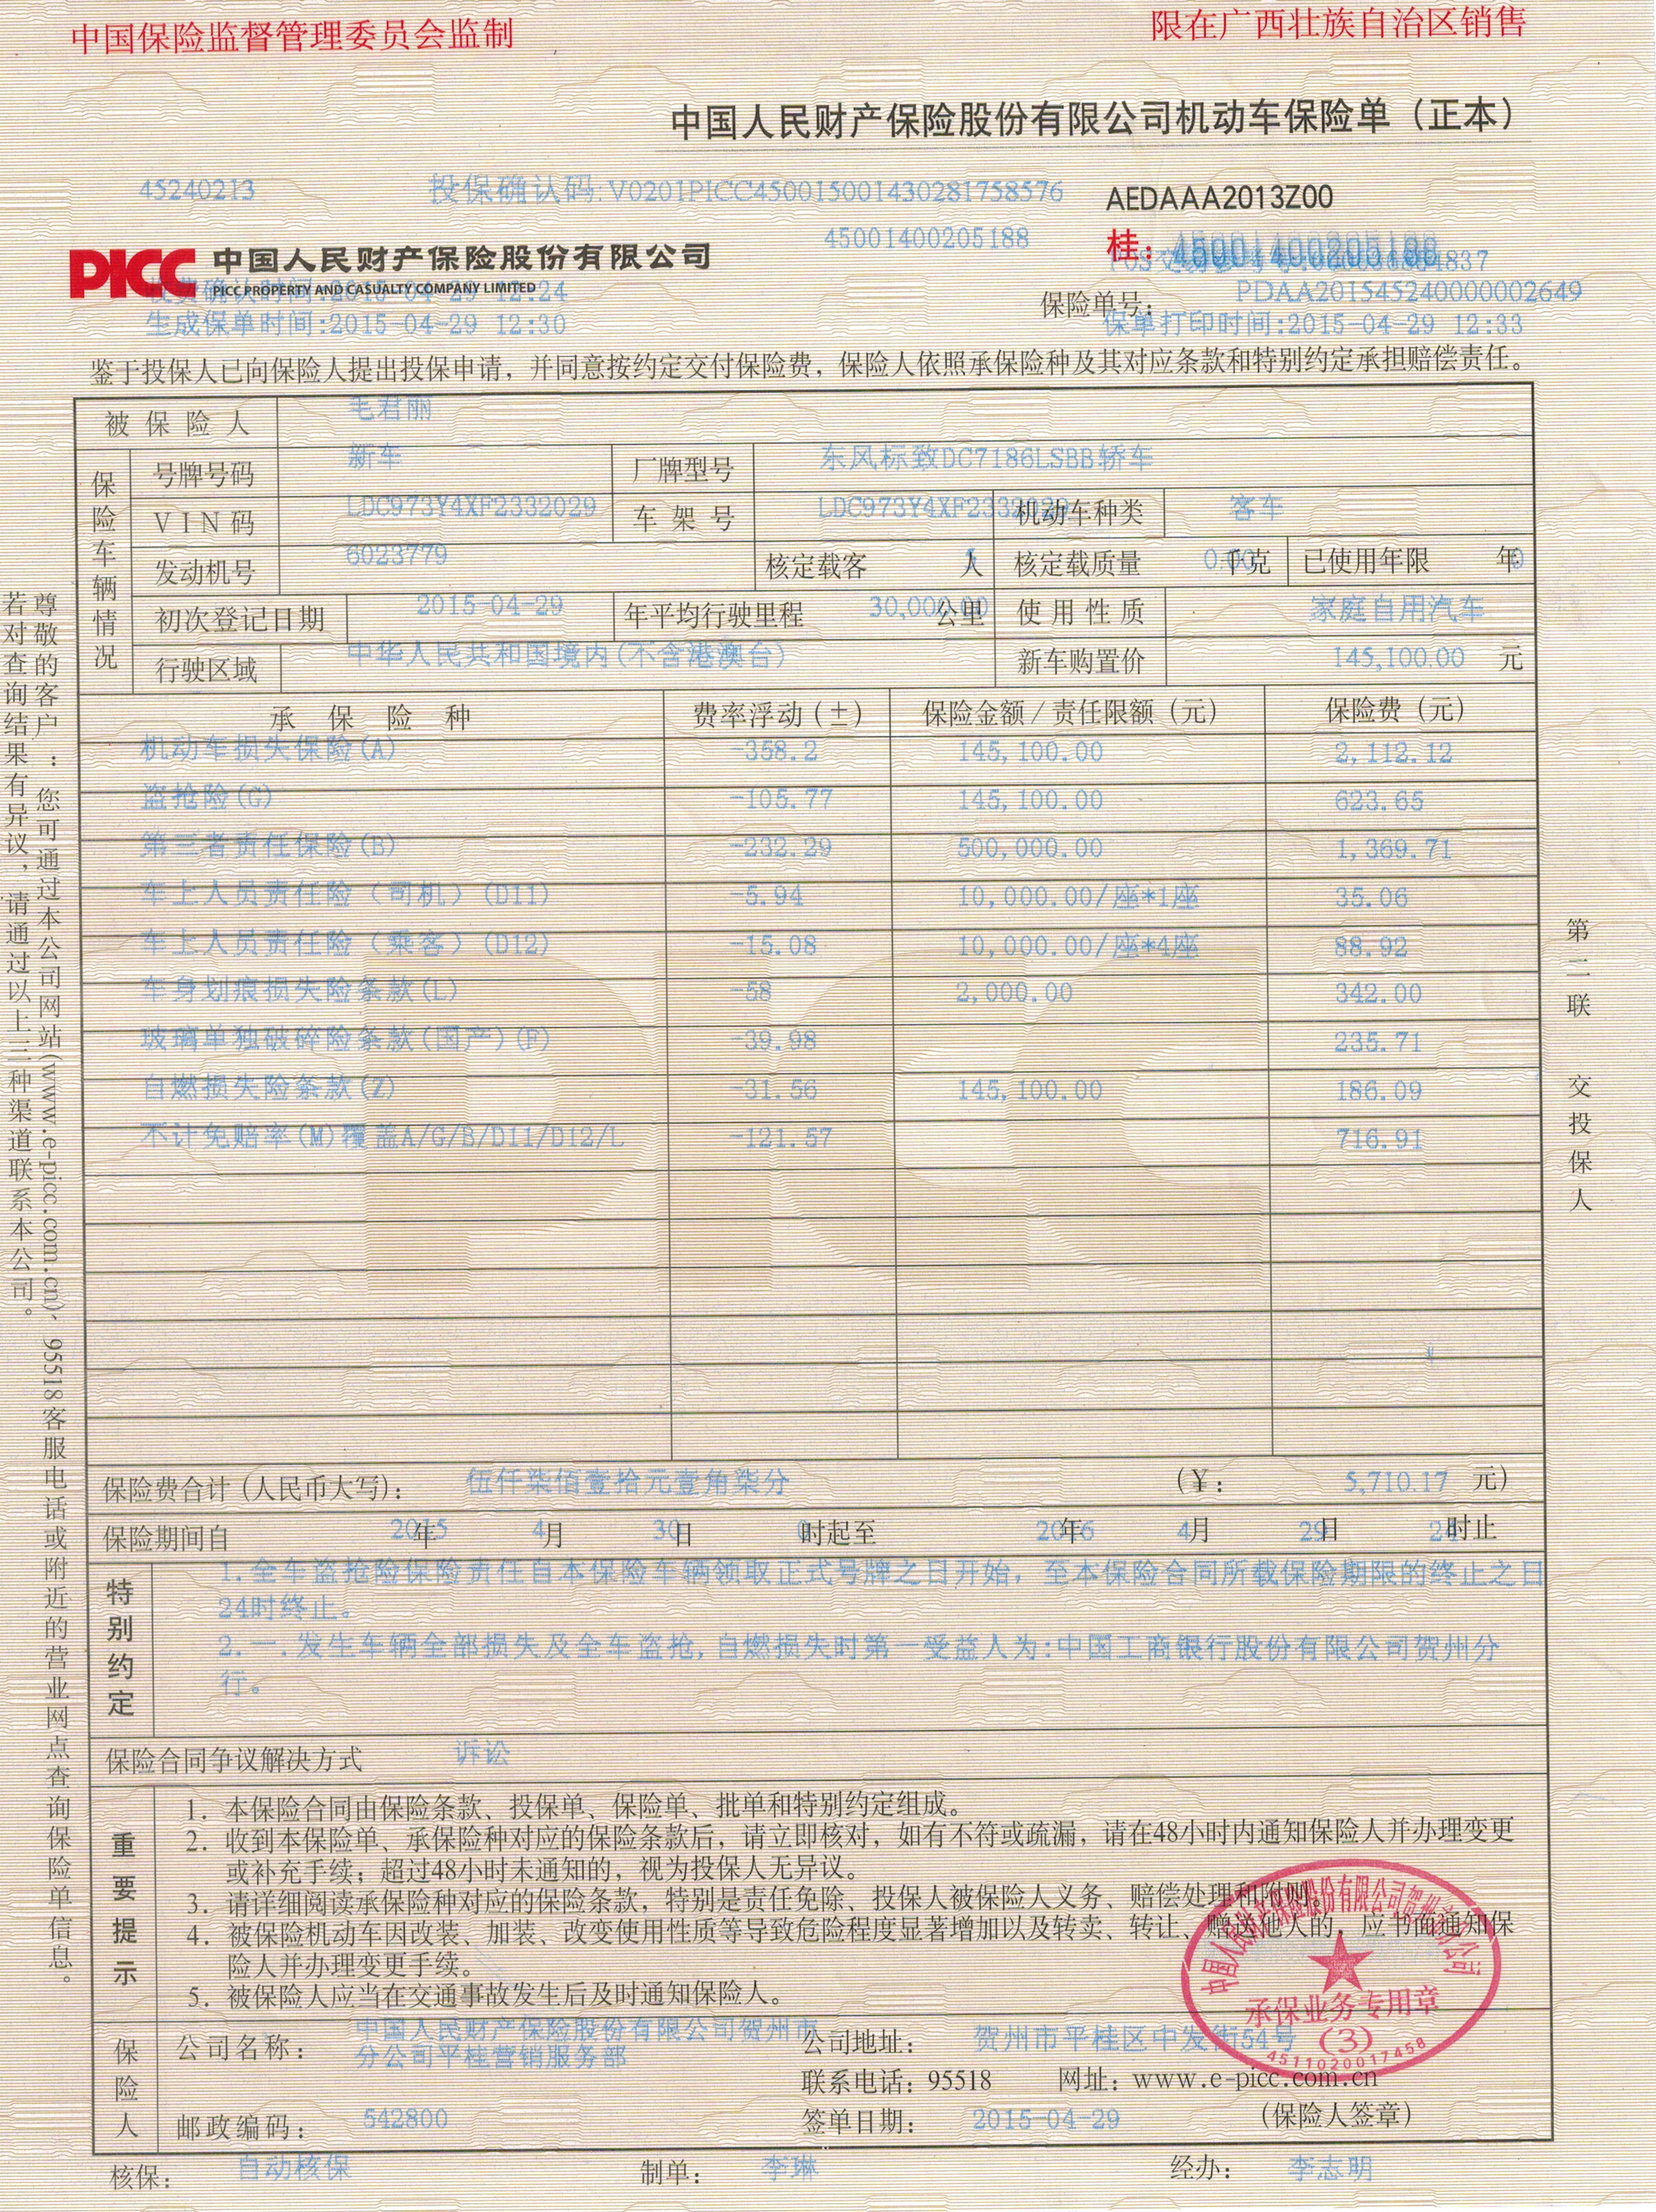 中国保险监督管理委员会监制
限在广西壮族自治区销售
中国人民财产保险股份有限公司机动车保险单（正本）
45240213
投保确认码:V0201PICC450015001430281758576
AEDAAA2013Z00
45001400205188
桂：45001400205188
PICC 中国人民财产保险股份有限公司
PICC PROPERTY AND CASUALTY COMPANY LIMITED
生成保单时间:2015-04-29 12:30
保险单号：PDAA201545240000002649
保单打印时间:2015-04-29 12:33
鉴于投保人已向保险人提出投保申请，并同意按约定交付保险费，保险人依照承保险种及其对应条款和特别约定承担赔偿责任。
被保险人 毛君丽
保险车辆情况
号牌号码 新车 厂牌型号 东风标致DC7186LSBB轿车
VIN码 LDC973Y4XF2332029 车架号 LDC973Y4XF2332029 机动车种类 客车
发动机号 6023779 核定载客 人 核定载质量 0.00千克 已使用年限 0年
初次登记日期 2015-04-29 年平均行驶里程 30,000.00公里 使用性质 家庭自用汽车
行驶区域 中华人民共和国境内(不含港澳台) 新车购置价 145,100.00 元
承保险种 费率浮动（±） 保险金额/责任限额（元） 保险费（元）
机动车损失保险(A) -358.2 145,100.00 2,112.12
盗抢险(G) -105.77 145,100.00 623.65
第三者责任保险(B) -232.29 500,000.00 1,369.71
车上人员责任险（司机）(D11) -5.94 10,000.00/座*1座 35.06
车上人员责任险（乘客）(D12) -15.08 10,000.00/座*4座 88.92
车身划痕损失险条款(L) -58 2,000.00 342.00
玻璃单独破碎险条款(国产)(F) -39.98 235.71
自燃损失险条款(Z) -31.56 145,100.00 186.09
不计免赔率(M)覆盖A/G/B/D11/D12/L -121.57 716.91
保险费合计(人民币大写)： 伍仟柒佰壹拾元壹角柒分 (￥： 5,710.17 元)
保险期间自 2015年 4月 30日 0时起至 2016年 4月 29日 24时止
特别约定
1.全车盗抢险保险责任自本保险车辆领取正式号牌之日开始，至本保险合同所载保险期限的终止之日
24时终止。
2.一.发生车辆全部损失及全车盗抢,自燃损失时第一受益人为:中国工商银行股份有限公司贺州分
行。
保险合同争议解决方式 诉讼
重要提示
1. 本保险合同由保险条款、投保单、保险单、批单和特别约定组成。
2. 收到本保险单、承保险种对应的保险条款后，请立即核对，如有不符或疏漏，请在48小时内通知保险人并办理变更
或补充手续；超过48小时未通知的，视为投保人无异议。
3. 请详细阅读承保险种对应的保险条款，特别是责任免除、投保人被保险人义务、赔偿处理和附则。
4. 被保险机动车因改装、加装、改变使用性质等导致危险程度显著增加以及转卖、转让、赠送他人的，应书面通知保
险人并办理变更手续。
5. 被保险人应当在交通事故发生后及时通知保险人。
保险人
公司名称： 中国人民财产保险股份有限公司贺州市
分公司平桂营销服务部
公司地址： 贺州市平桂区中发街54号
联系电话：95518 网址：www.e-picc.com.cn
邮政编码： 542800 签单日期： 2015-04-29 (保险人签章)
承保业务专用章
(3)
4511020017458
核保： 自动核保 制单： 李琳 经办： 李志明
尊敬的客户：您可通过本公司网站(www.e-picc.com.cn)、95518客服电话或附近的营业网点查询保险单信息。
若对查询结果有异议，请通过以上三种渠道联系本公司。
第二联 交投保人